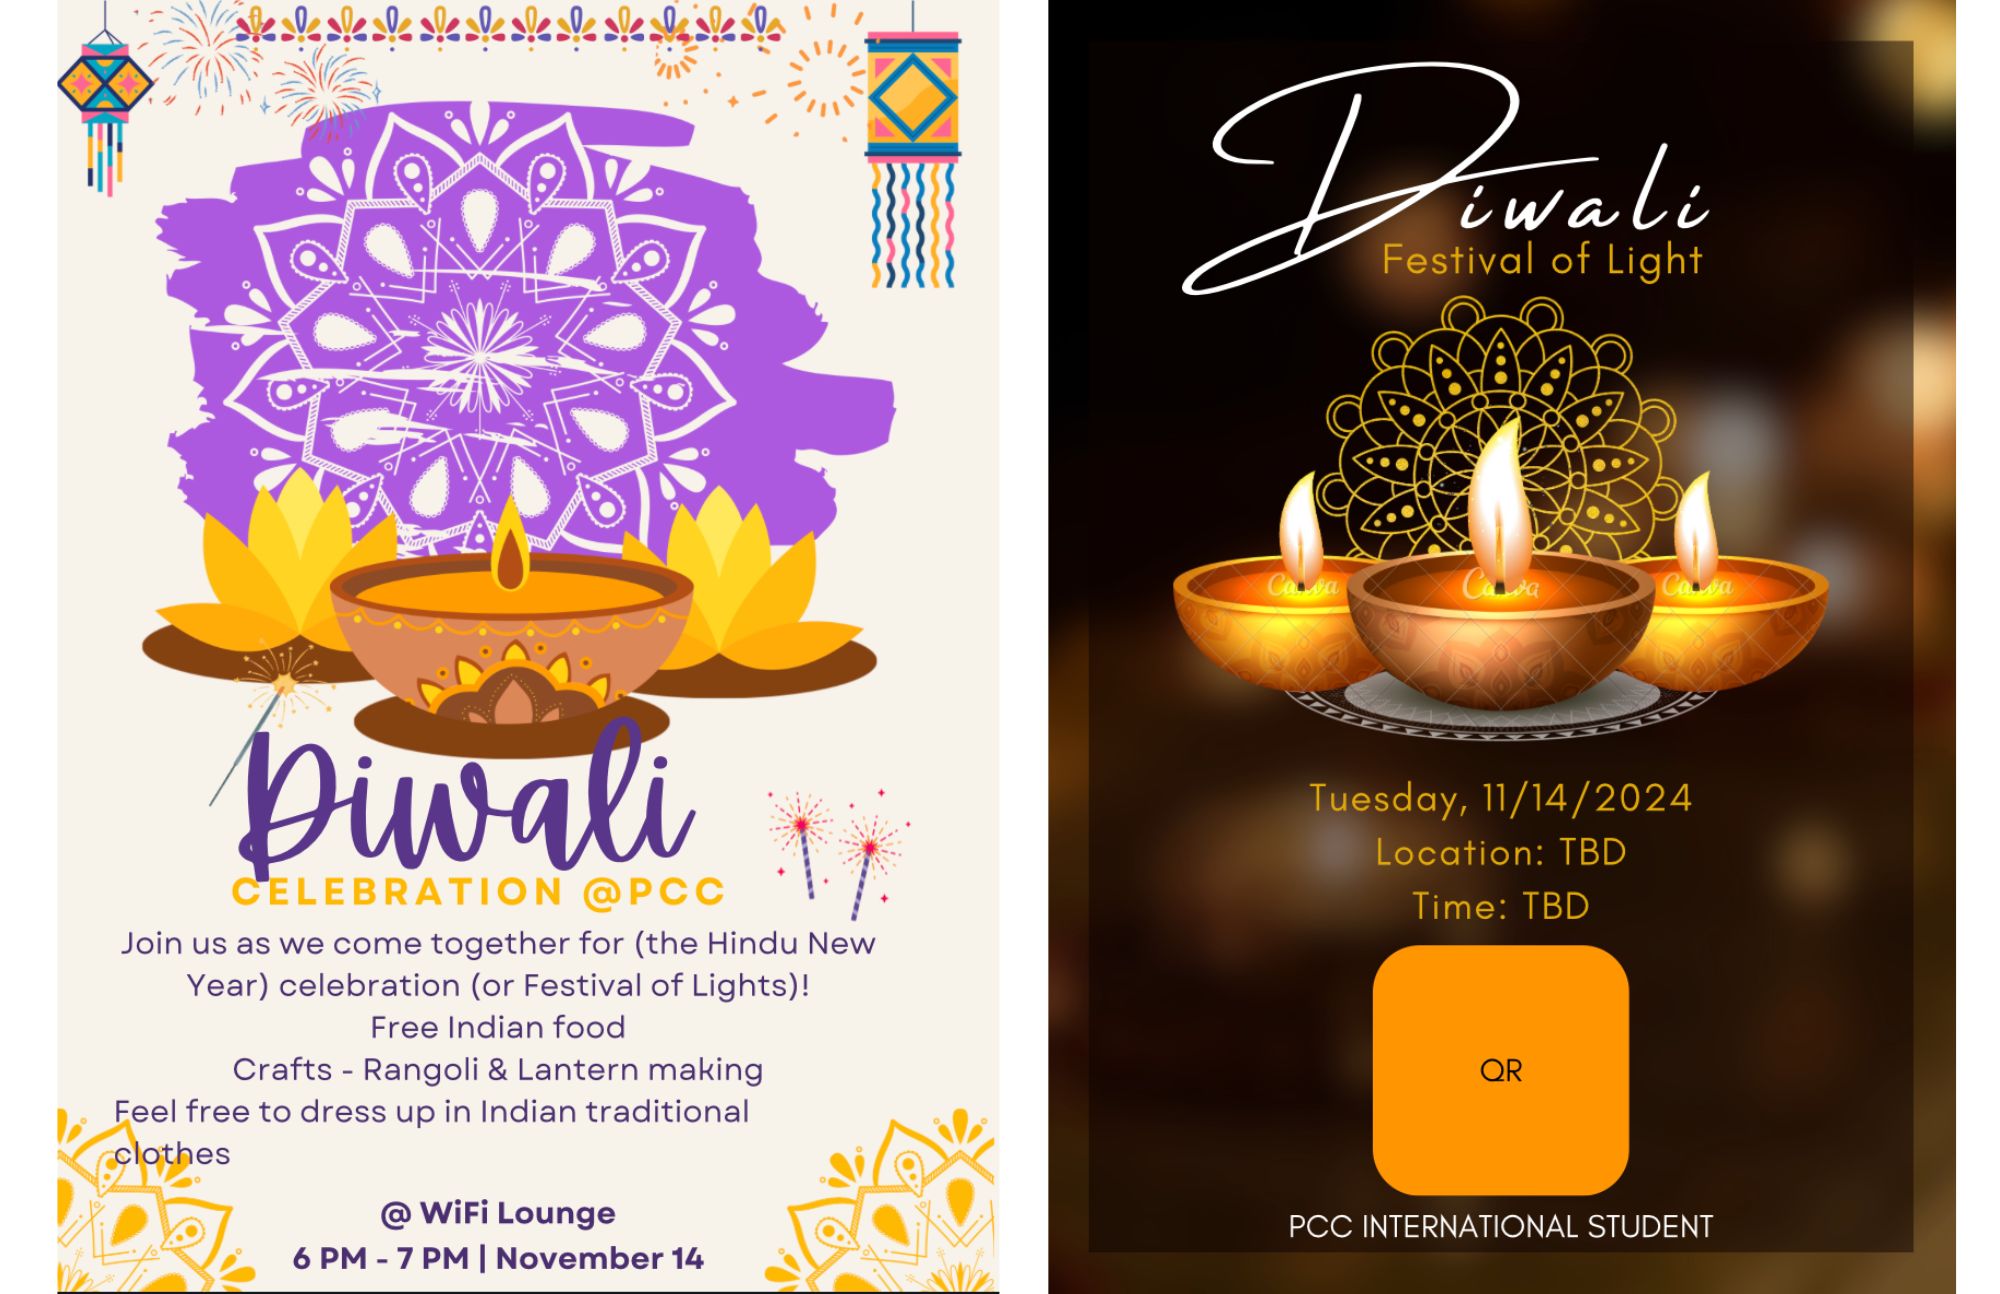 Diwali
CELEBRATION @PCC
Join us as we come together for (the Hindu New
Year) celebration (or Festival of Lights)!
Free Indian food
Crafts - Rangoli & Lantern making
Feel free to dress up in Indian traditional
clothes
@ WiFi Lounge
6 PM - 7 PM | November 14
Diwali
Festival of Light
Canva Canva Canva
Tuesday, 11/14/2024
Location: TBD
Time: TBD
QR
PCC INTERNATIONAL STUDENT